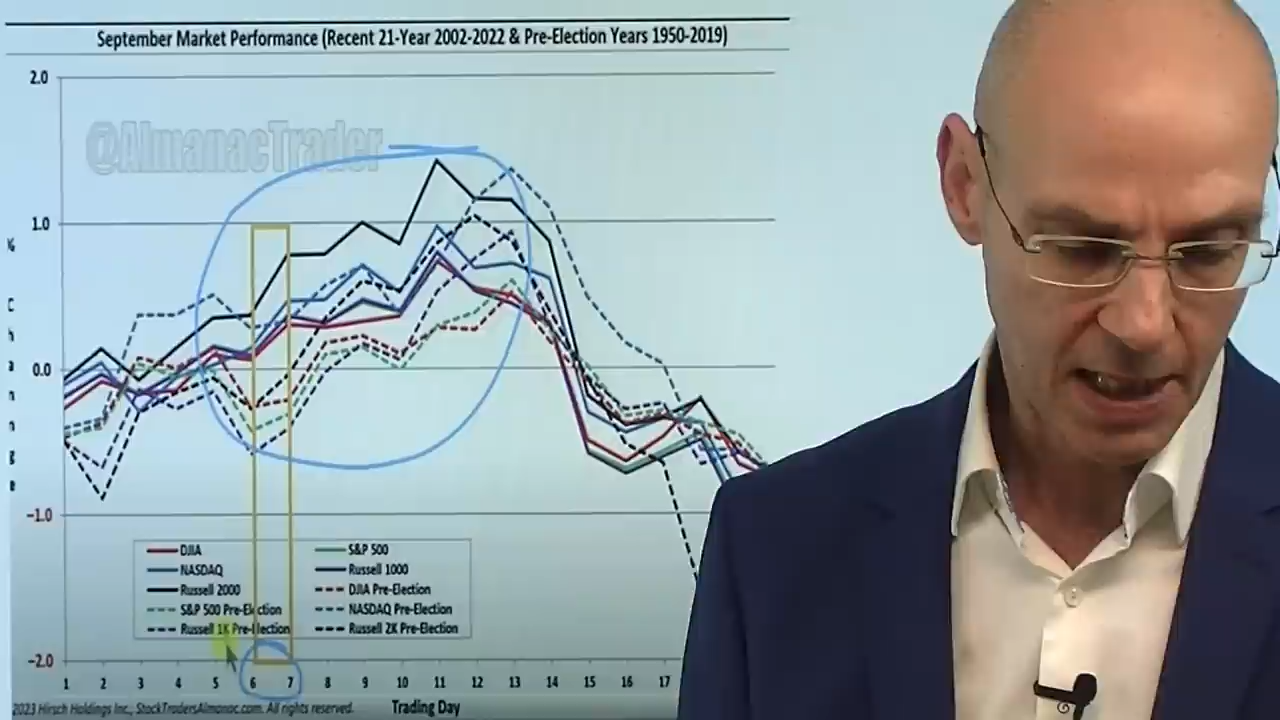 September Market Performance (Recent 21-Year 2002-2022 & Pre-Election Years 1950-2019)
@AlmanacTrader
2.0
1.0
0.0
-1.0
-2.0
% Change
DJIA S&P 500
NASDAQ Russell 1000
Russell 2000 DJIA Pre-Election
S&P 500 Pre-Election NASDAQ Pre-Election
Russell 1K Pre-Election Russell 2K Pre-Election
1 2 3 4 5 6 7 8 9 10 11 12 13 14 15 16 17
2023 Hirsch Holdings Inc., StockTradersAlmanac.com. All rights reserved.
Trading Day